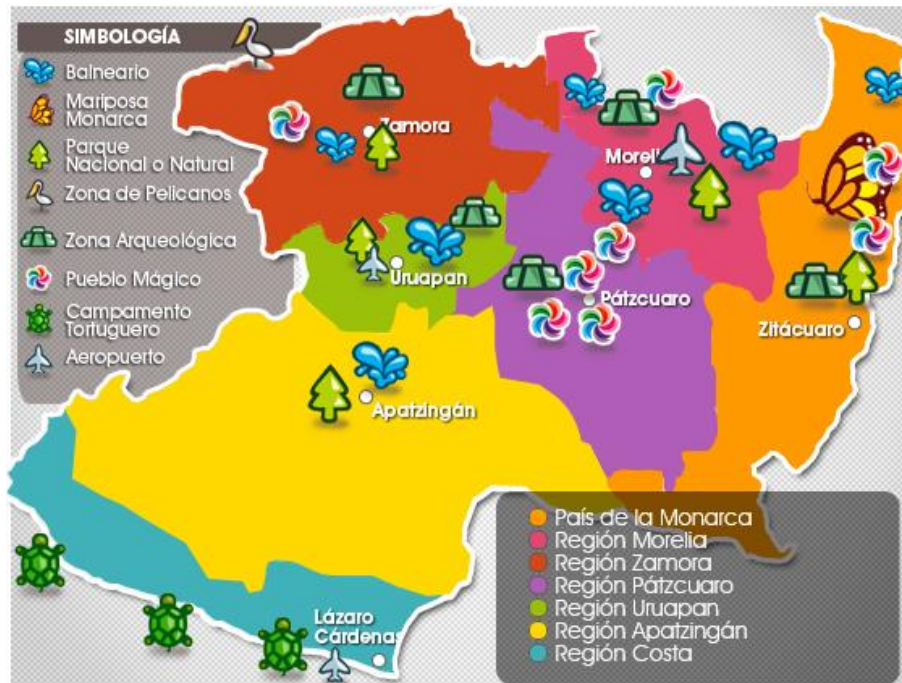 SIMBOLOGÍA
Balneario
Mariposa
Monarca
Parque
Nacional o Natural
Zona de Pelicanos
Zona Arqueológica
Pueblo Mágico
Campamento
Tortuguero
Aeropuerto
Zamora
Moreli
Uruapan
Pátzcuaro
Zitácuaro
Apatzingán
Lázaro
Cárdenas
País de la Monarca
Región Morelia
Región Zamora
Región Pátzcuaro
Región Uruapan
Región Apatzingán
Región Costa